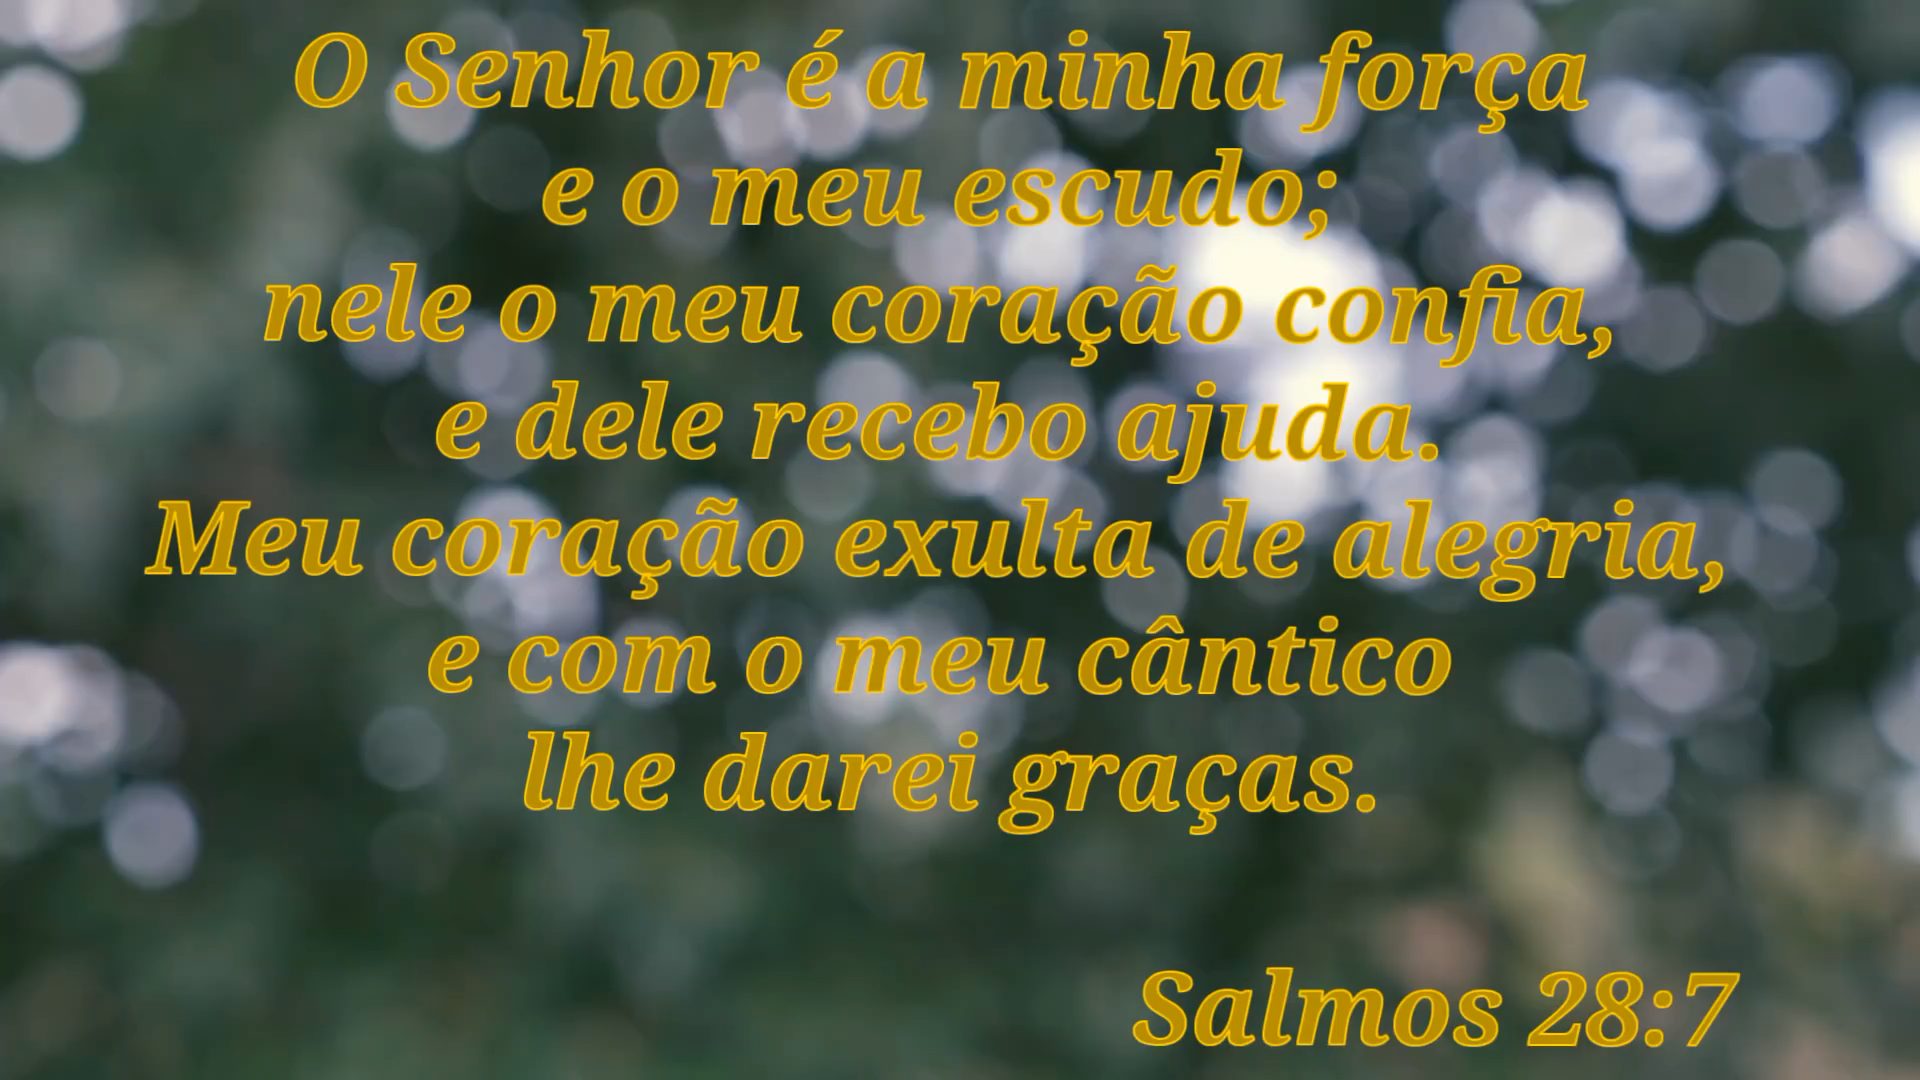 O Senhor é a minha força
e o meu escudo;
nele o meu coração confia,
e dele recebo ajuda.
Meu coração exulta de alegria,
e com o meu cântico
lhe darei graças.
Salmos 28:7